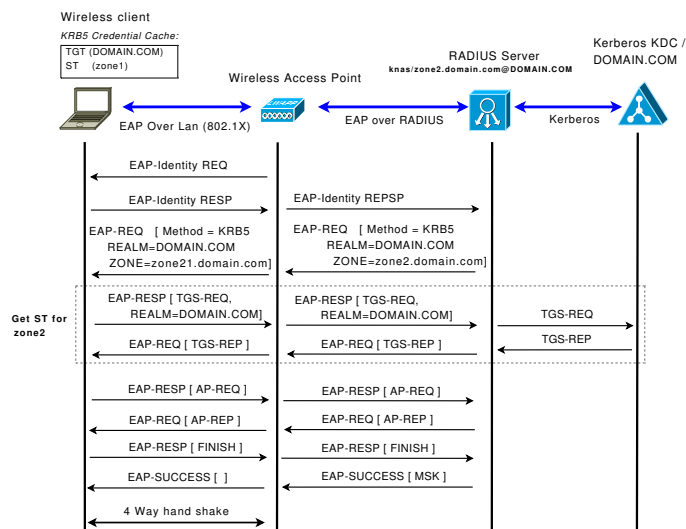 Wireless client
KRB5 Credential Cache:
TGT (DOMAIN.COM)
ST (zone1)
Wireless Access Point
RADIUS Server
knas/zone2.domain.com@DOMAIN.COM
Kerberos KDC /
DOMAIN.COM
LWAPP
EAP Over Lan (802.1X)
EAP over RADIUS
Kerberos
EAP-Identity REQ
EAP-Identity RESP
EAP-Identity REPSP
EAP-REQ [ Method = KRB5
REALM=DOMAIN.COM
ZONE=zone21.domain.com]
EAP-REQ [ Method = KRB5
REALM=DOMAIN.COM
ZONE=zone2.domain.com]
Get ST for
zone2
EAP-RESP [ TGS-REQ,
REALM=DOMAIN.COM]
EAP-RESP [ TGS-REQ,
REALM=DOMAIN.COM]
TGS-REQ
EAP-REQ [ TGS-REP ]
EAP-REQ [ TGS-REP ]
TGS-REP
EAP-RESP [ AP-REQ ]
EAP-RESP [ AP-REQ ]
EAP-REQ [ AP-REP ]
EAP-REQ [ AP-REP ]
EAP-RESP [ FINISH ]
EAP-RESP [ FINISH ]
EAP-SUCCESS [ ]
EAP-SUCCESS [ MSK ]
4 Way hand shake